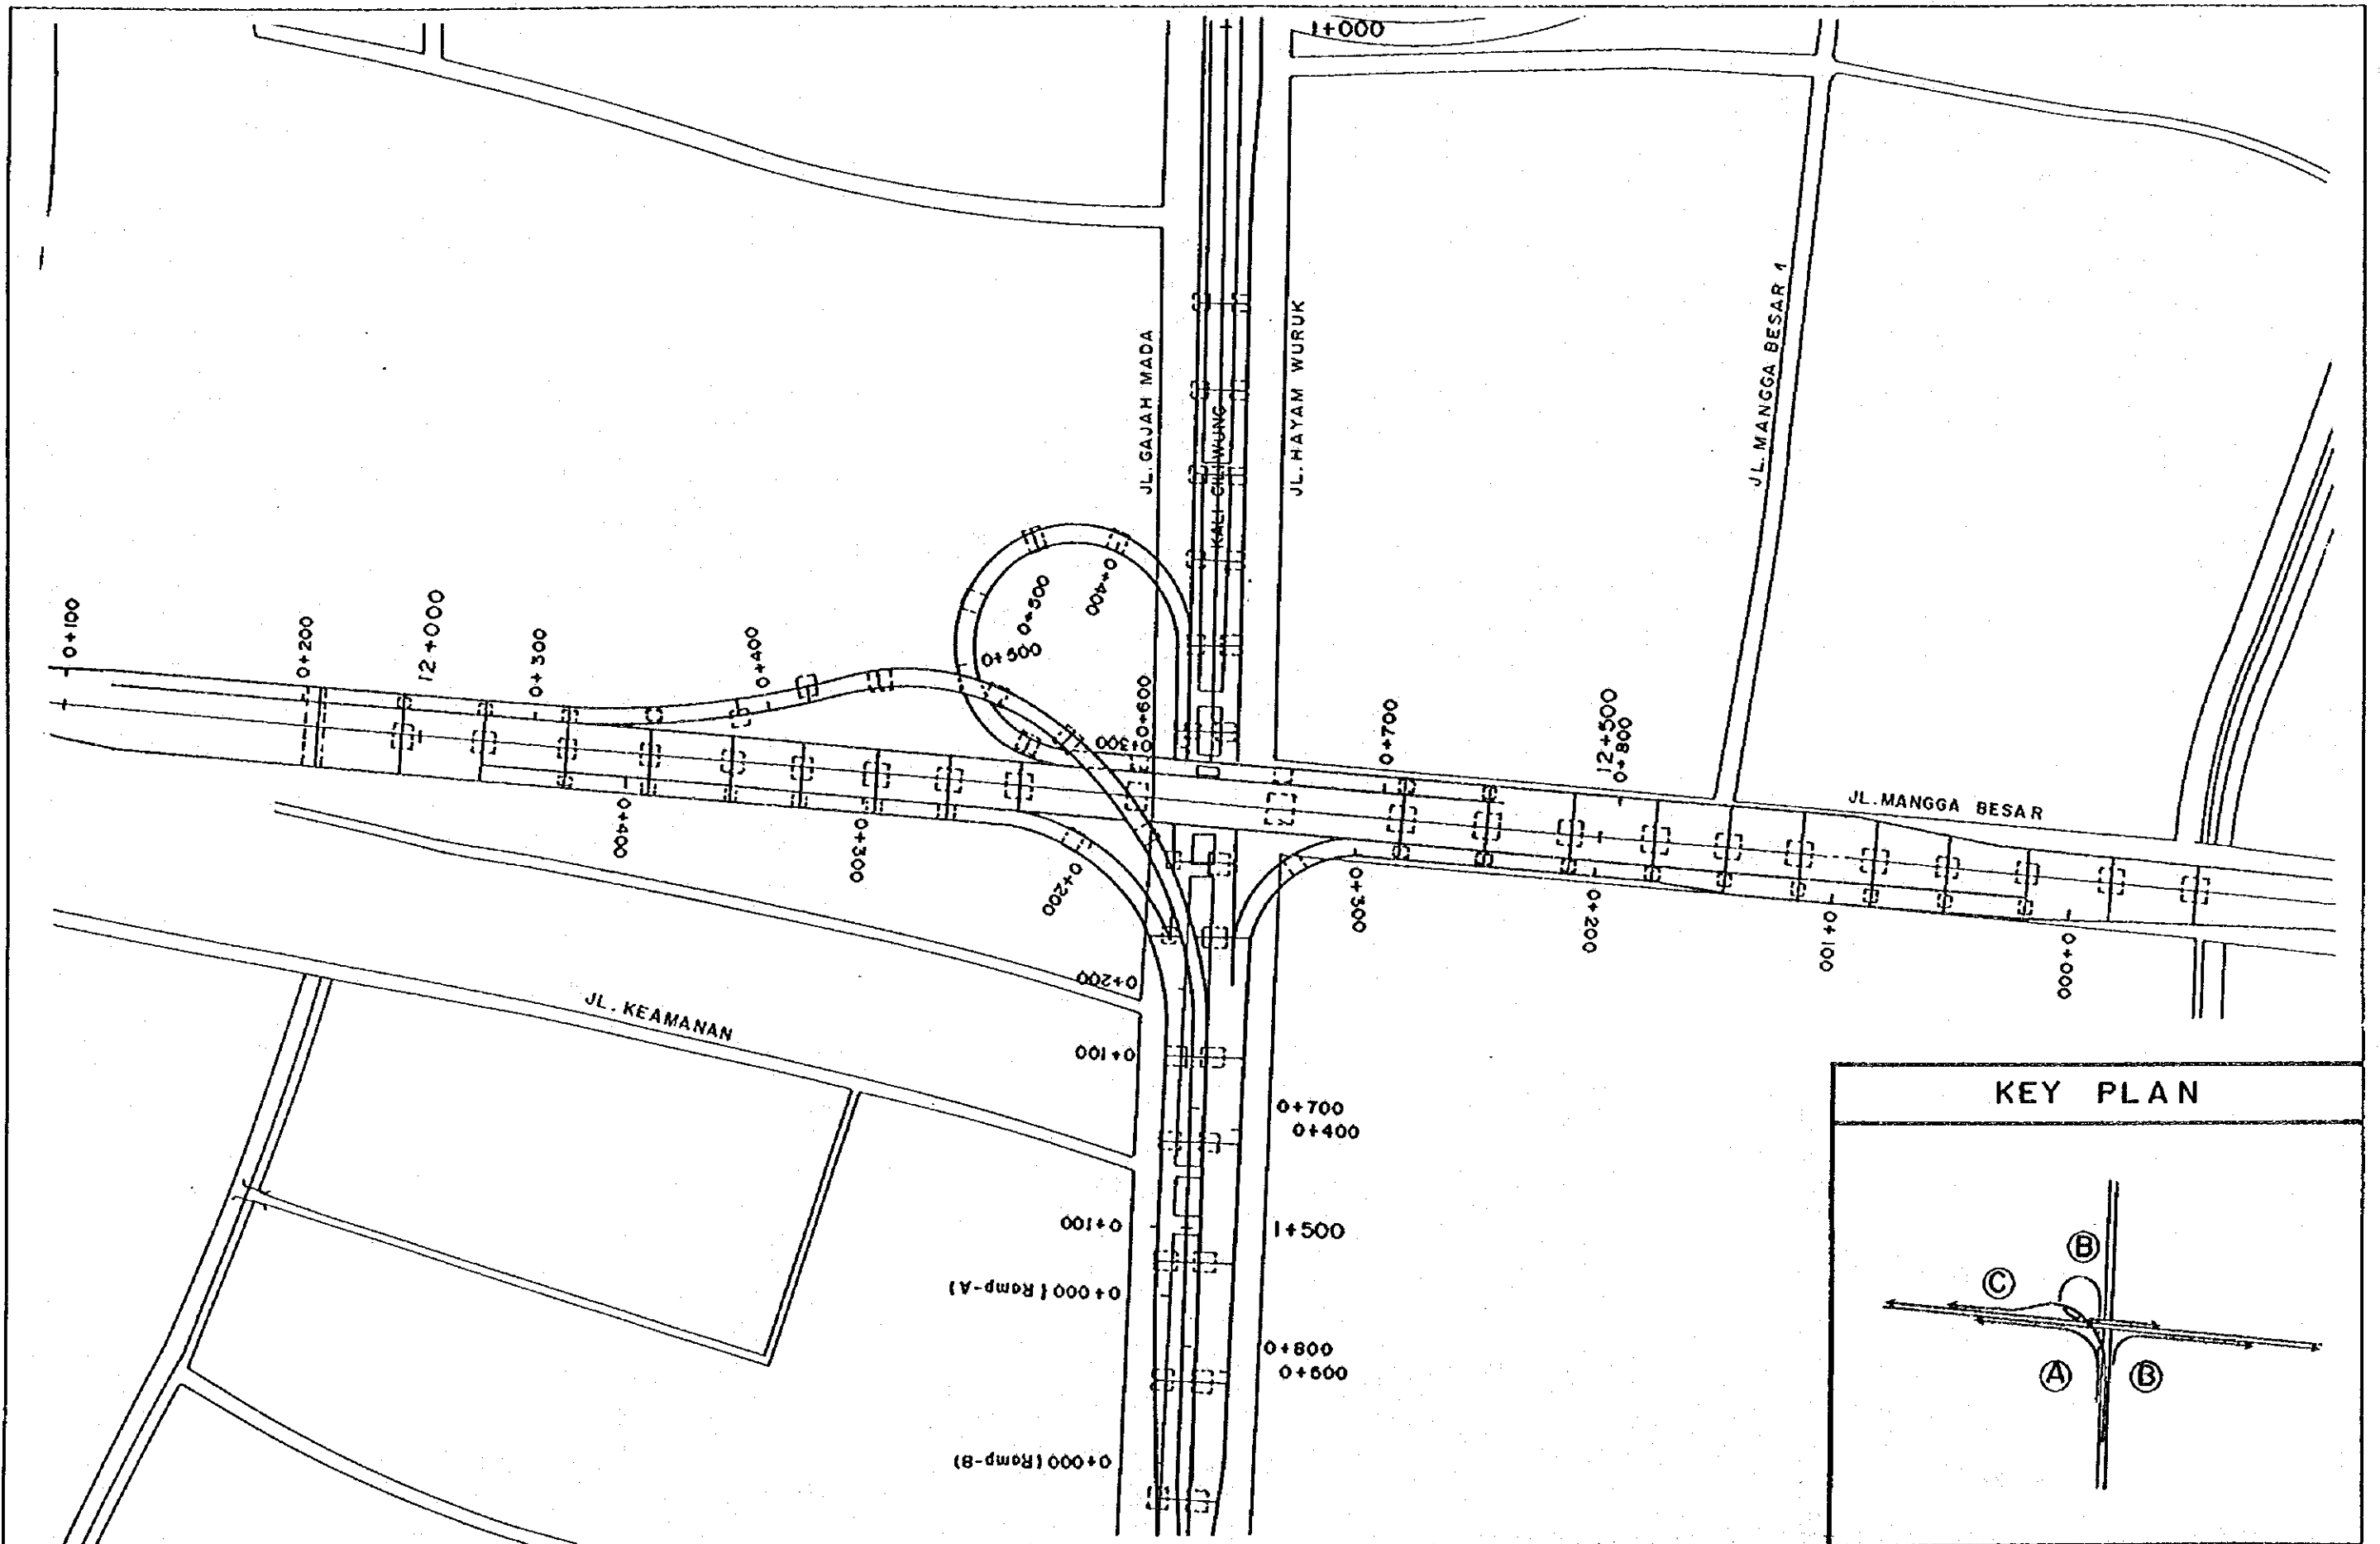 1+000
JL. GAJAH MADA
KALI CILIWUNG
JL. HAYAM WURUK
JL. MANGGA BESAR 1
0+100
0+200
12+000
0+300
0+400
0+500
0+500
0+400
0+300
0+600
0+700
12+500
0+800
JL. MANGGA BESAR
0+400
0+300
0+200
0+300
0+200
0+100
0+000
0+200
JL. KEAMANAN
0+100
0+700
0+400
0+100
1+500
0+000 (Ramp-A)
0+800
0+600
0+000 (Ramp-B)
KEY PLAN
B
C
A
B